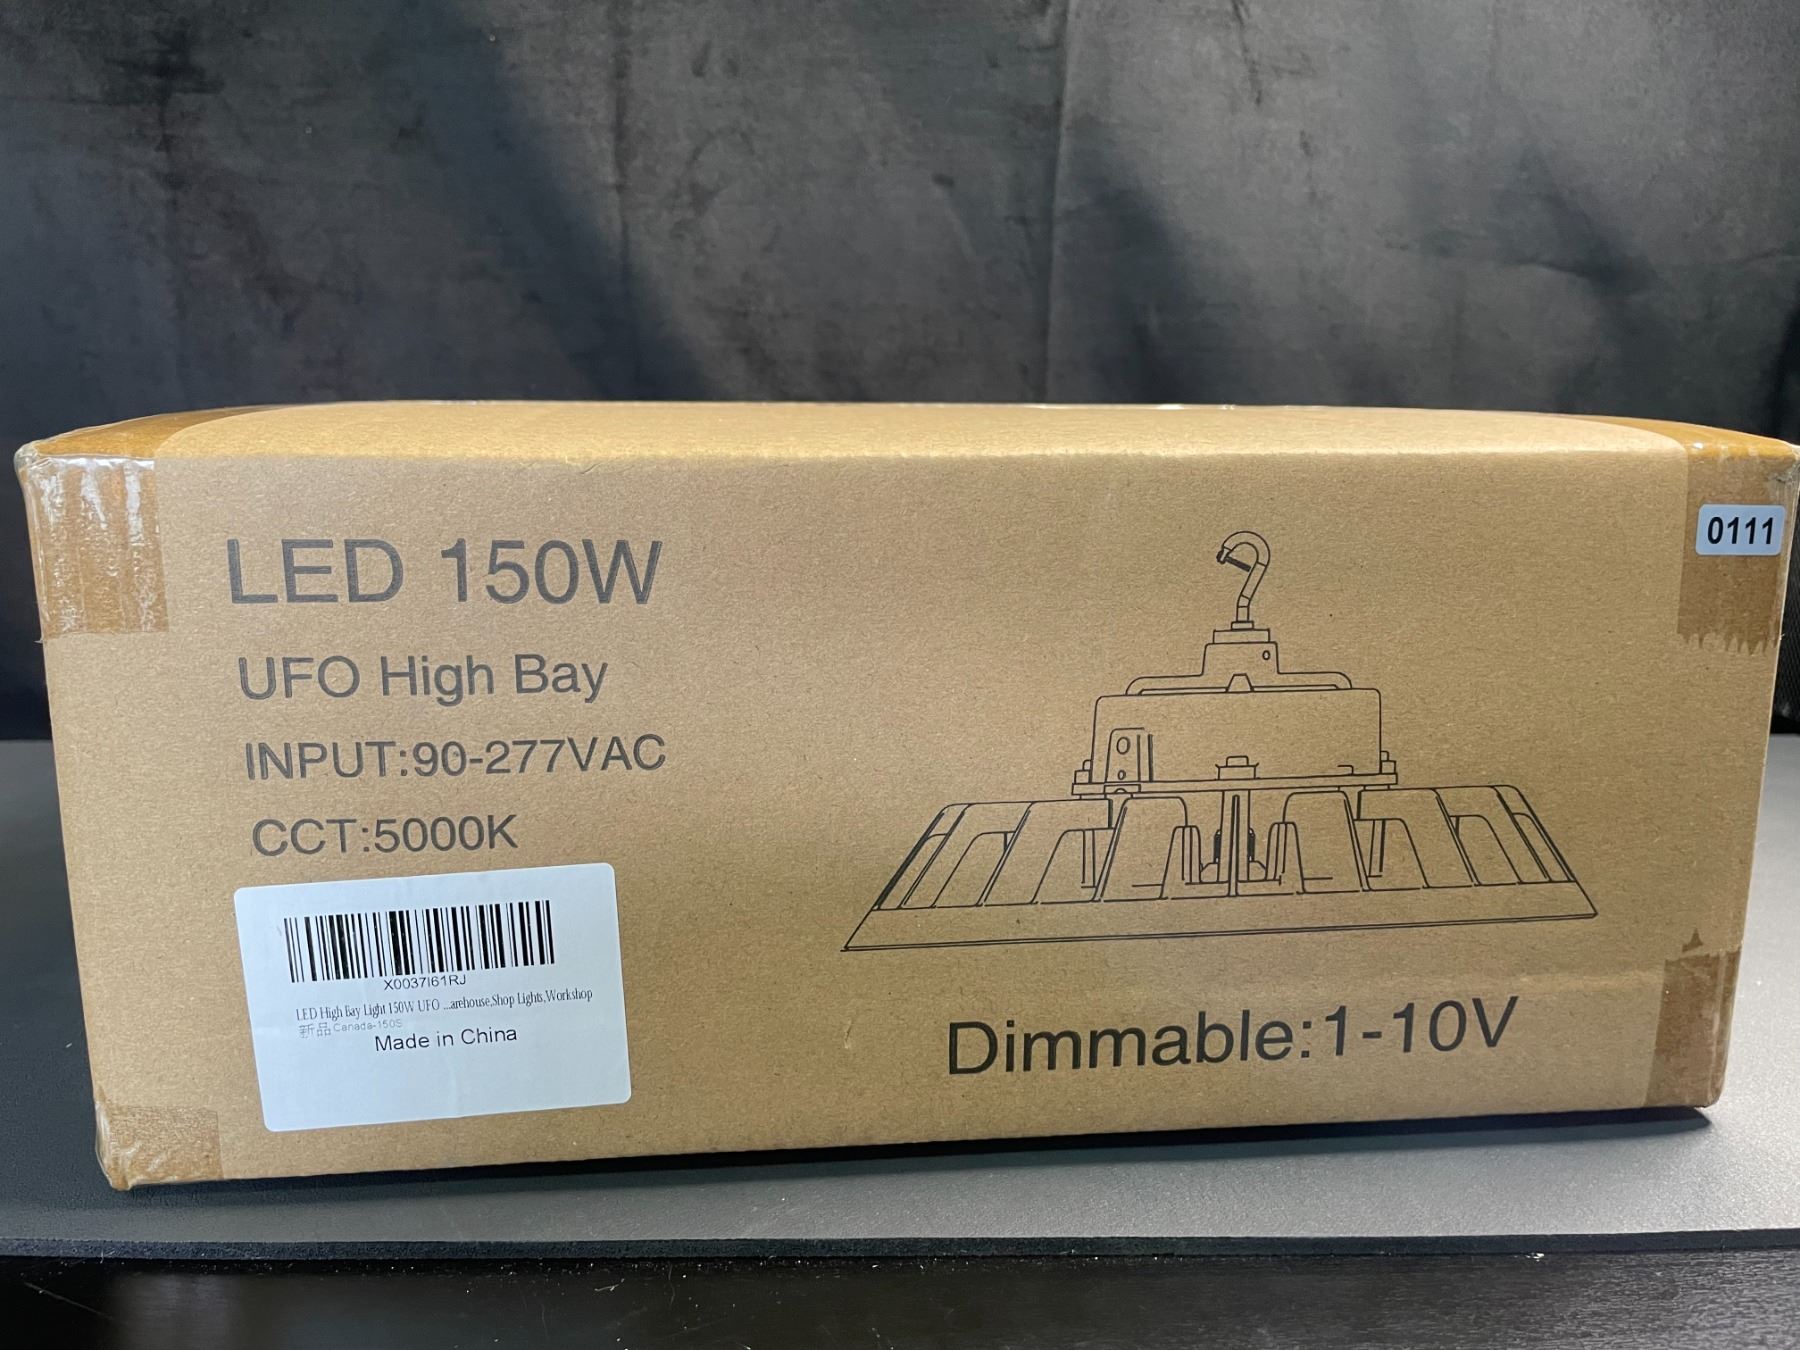 LED 150W
UFO High Bay
INPUT:90-277VAC
CCT:5000K
X0037I61RJ
LED High Bay Light 150W UFO ...arehouse,Shop Lights,Workshop
新品 Canada-150S
Made in China
0111
Dimmable:1-10V